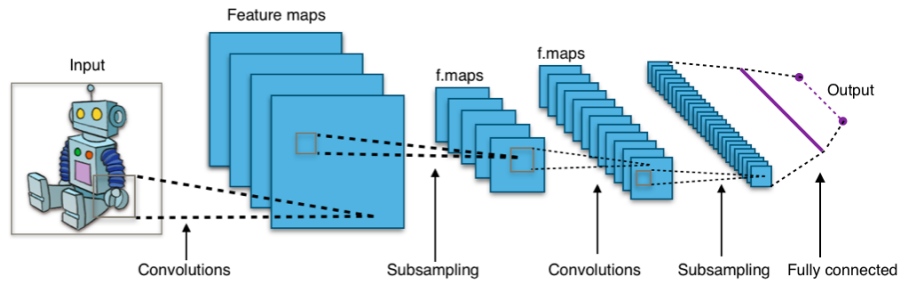 Feature maps
Input
f.maps
f.maps
Output
Convolutions
Subsampling
Convolutions
Subsampling
Fully connected